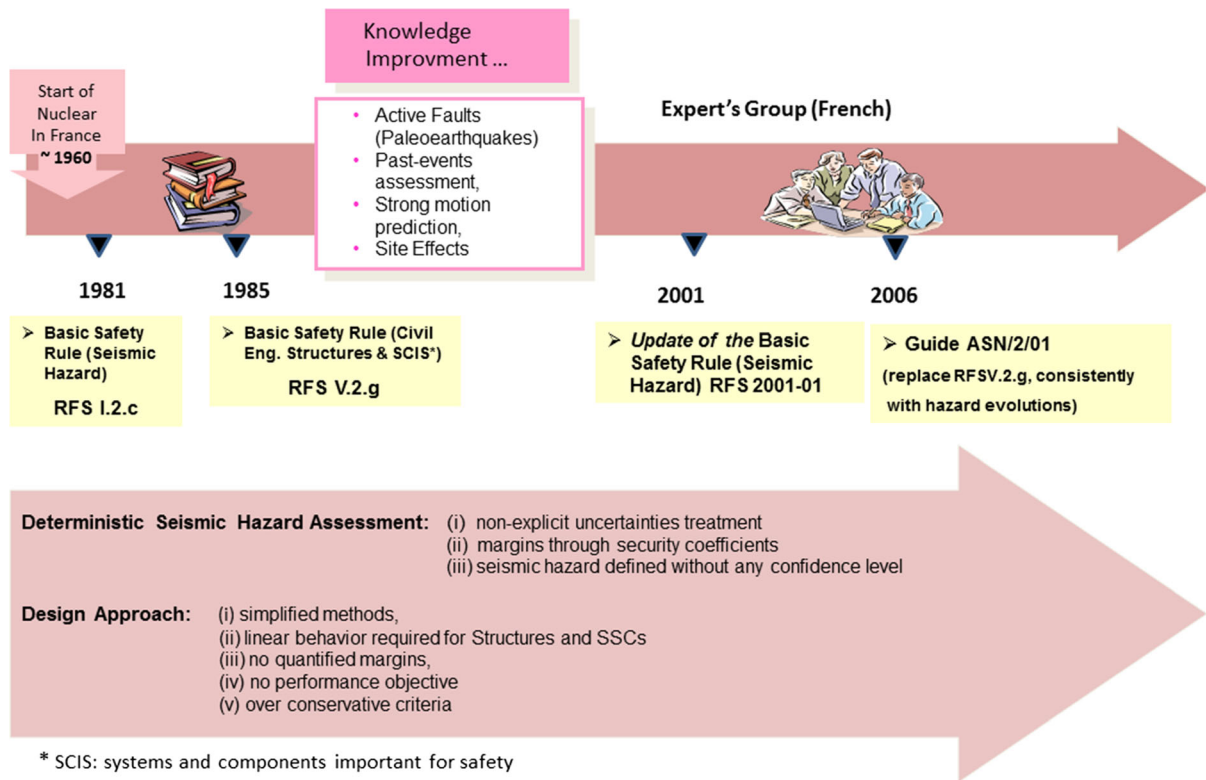 Knowledge
Improvment ...
Start of
Nuclear
In France
~ 1960
• Active Faults
(Paleoearthquakes)
• Past-events
assessment,
• Strong motion
prediction,
• Site Effects
Expert's Group (French)
1981
➢ Basic Safety
Rule (Seismic
Hazard)
RFS I.2.c
1985
➢ Basic Safety Rule (Civil
Eng. Structures & SCIS*)
RFS V.2.g
2001
➢ Update of the Basic
Safety Rule (Seismic
Hazard) RFS 2001-01
2006
➢ Guide ASN/2/01
(replace RFSV.2.g, consistently
with hazard evolutions)
Deterministic Seismic Hazard Assessment: (i) non-explicit uncertainties treatment
(ii) margins through security coefficients
(iii) seismic hazard defined without any confidence level
Design Approach: (i) simplified methods,
(ii) linear behavior required for Structures and SSCs
(iii) no quantified margins,
(iv) no performance objective
(v) over conservative criteria
* SCIS: systems and components important for safety